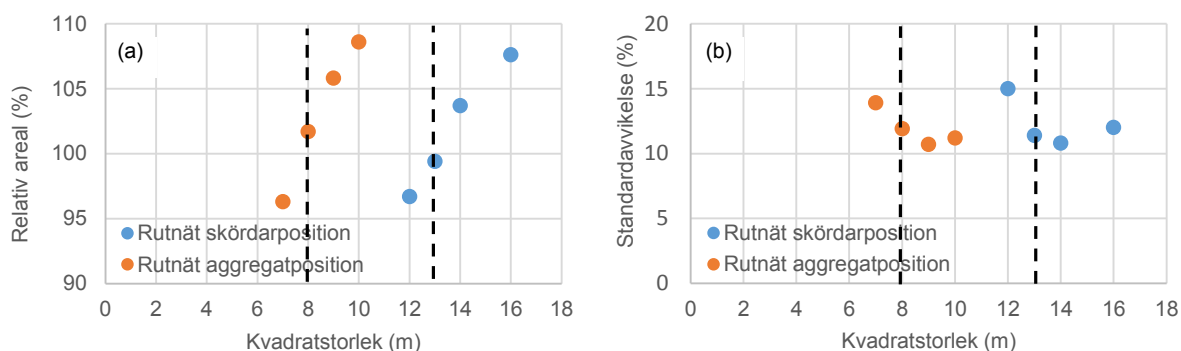 (a)
Relativ areal (%)
110
105
100
95
90
Rutnät skördarposition
Rutnät aggregatposition
0 2 4 6 8 10 12 14 16 18
Kvadratstorlek (m)
(b)
Standardavvikelse (%)
20
15
10
5
0
Rutnät skördarposition
Rutnät aggregatposition
0 2 4 6 8 10 12 14 16 18
Kvadratstorlek (m)